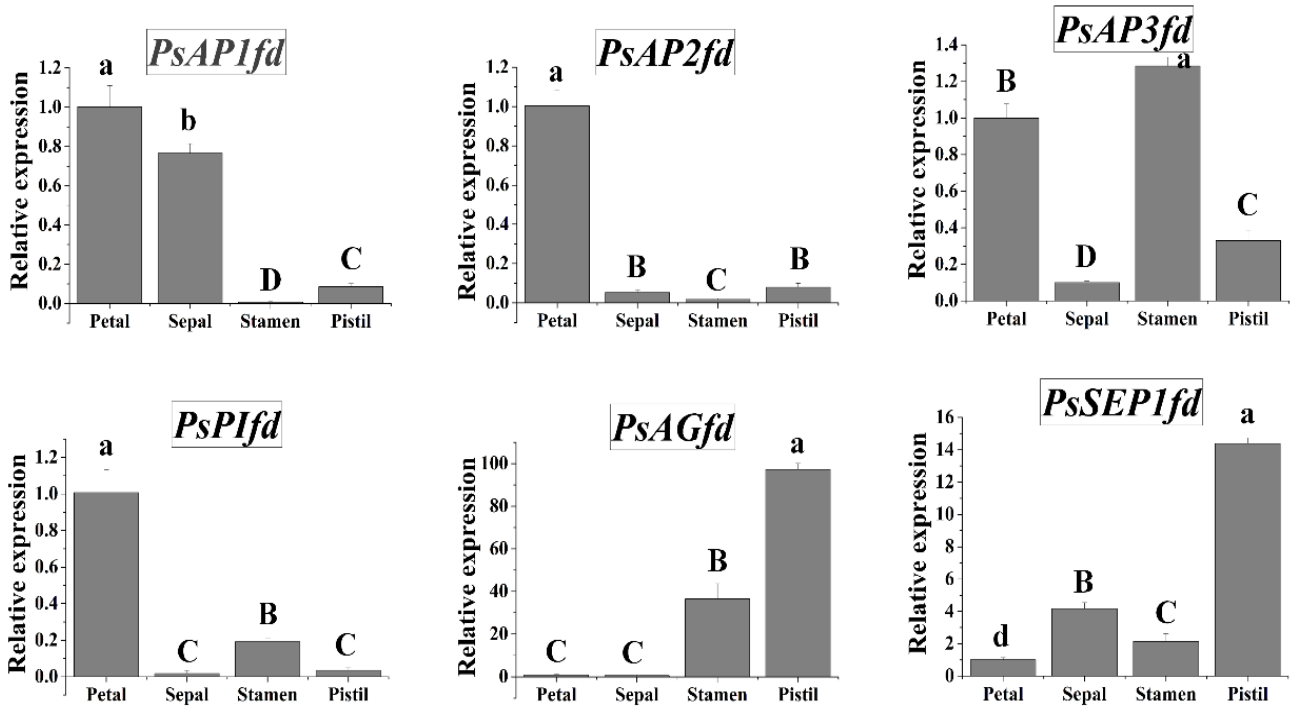 PsAP1fd
Relative expression
1.2
1.0
0.8
0.6
0.4
0.2
0.0
a
b
D
C
Petal Sepal Stamen Pistil
PsAP2fd
Relative expression
1.2
1.0
0.8
0.6
0.4
0.2
0.0
a
B
C
B
Petal Sepal Stamen Pistil
PsAP3fd
Relative expression
1.4
1.2
1.0
0.8
0.6
0.4
0.2
0.0
B
D
a
C
Petal Sepal Stamen Pistil
PsPIfd
Relative expression
1.2
1.0
0.8
0.6
0.4
0.2
0.0
a
C
B
C
Petal Sepal Stamen Pistil
PsAGfd
Relative expression
100
80
60
40
20
0
C
C
B
a
Petal Sepal Stamen Pistil
PsSEP1fd
Relative expression
16
14
12
10
8
6
4
2
0
d
B
C
a
Petal Sepal Stamen Pistil